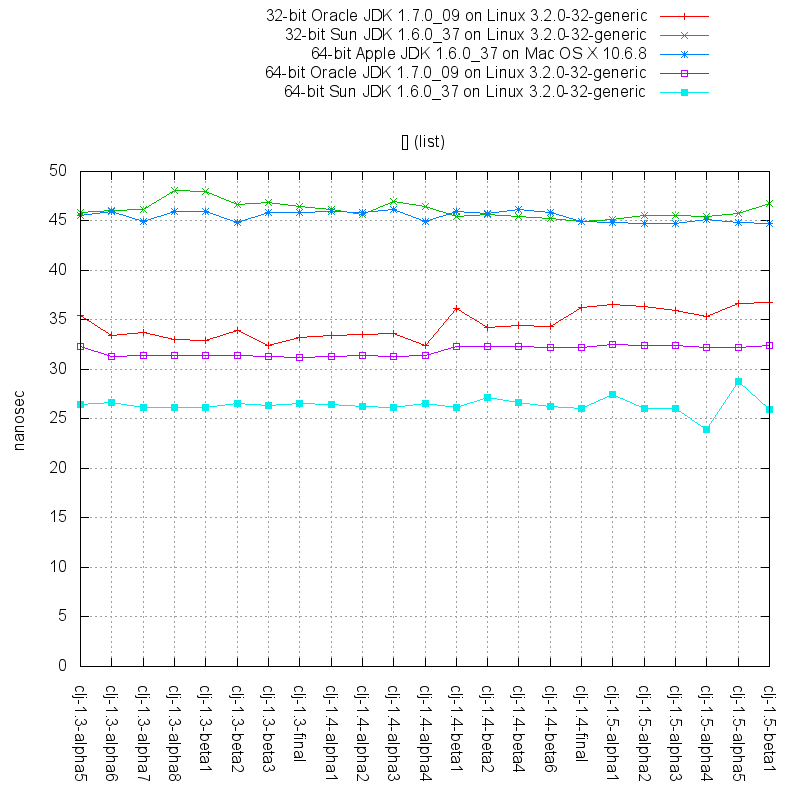 32-bit Oracle JDK 1.7.0_09 on Linux 3.2.0-32-generic
32-bit Sun JDK 1.6.0_37 on Linux 3.2.0-32-generic
64-bit Apple JDK 1.6.0_37 on Mac OS X 10.6.8
64-bit Oracle JDK 1.7.0_09 on Linux 3.2.0-32-generic
64-bit Sun JDK 1.6.0_37 on Linux 3.2.0-32-generic
[] (list)
50
45
40
35
30
25
20
15
10
5
0
nanosec
clj-1.3-alpha5
clj-1.3-alpha6
clj-1.3-alpha7
clj-1.3-alpha8
clj-1.3-beta1
clj-1.3-beta2
clj-1.3-beta3
clj-1.3-final
clj-1.4-alpha1
clj-1.4-alpha2
clj-1.4-alpha3
clj-1.4-alpha4
clj-1.4-beta1
clj-1.4-beta2
clj-1.4-beta4
clj-1.4-beta6
clj-1.4-final
clj-1.5-alpha1
clj-1.5-alpha2
clj-1.5-alpha3
clj-1.5-alpha4
clj-1.5-alpha5
clj-1.5-beta1